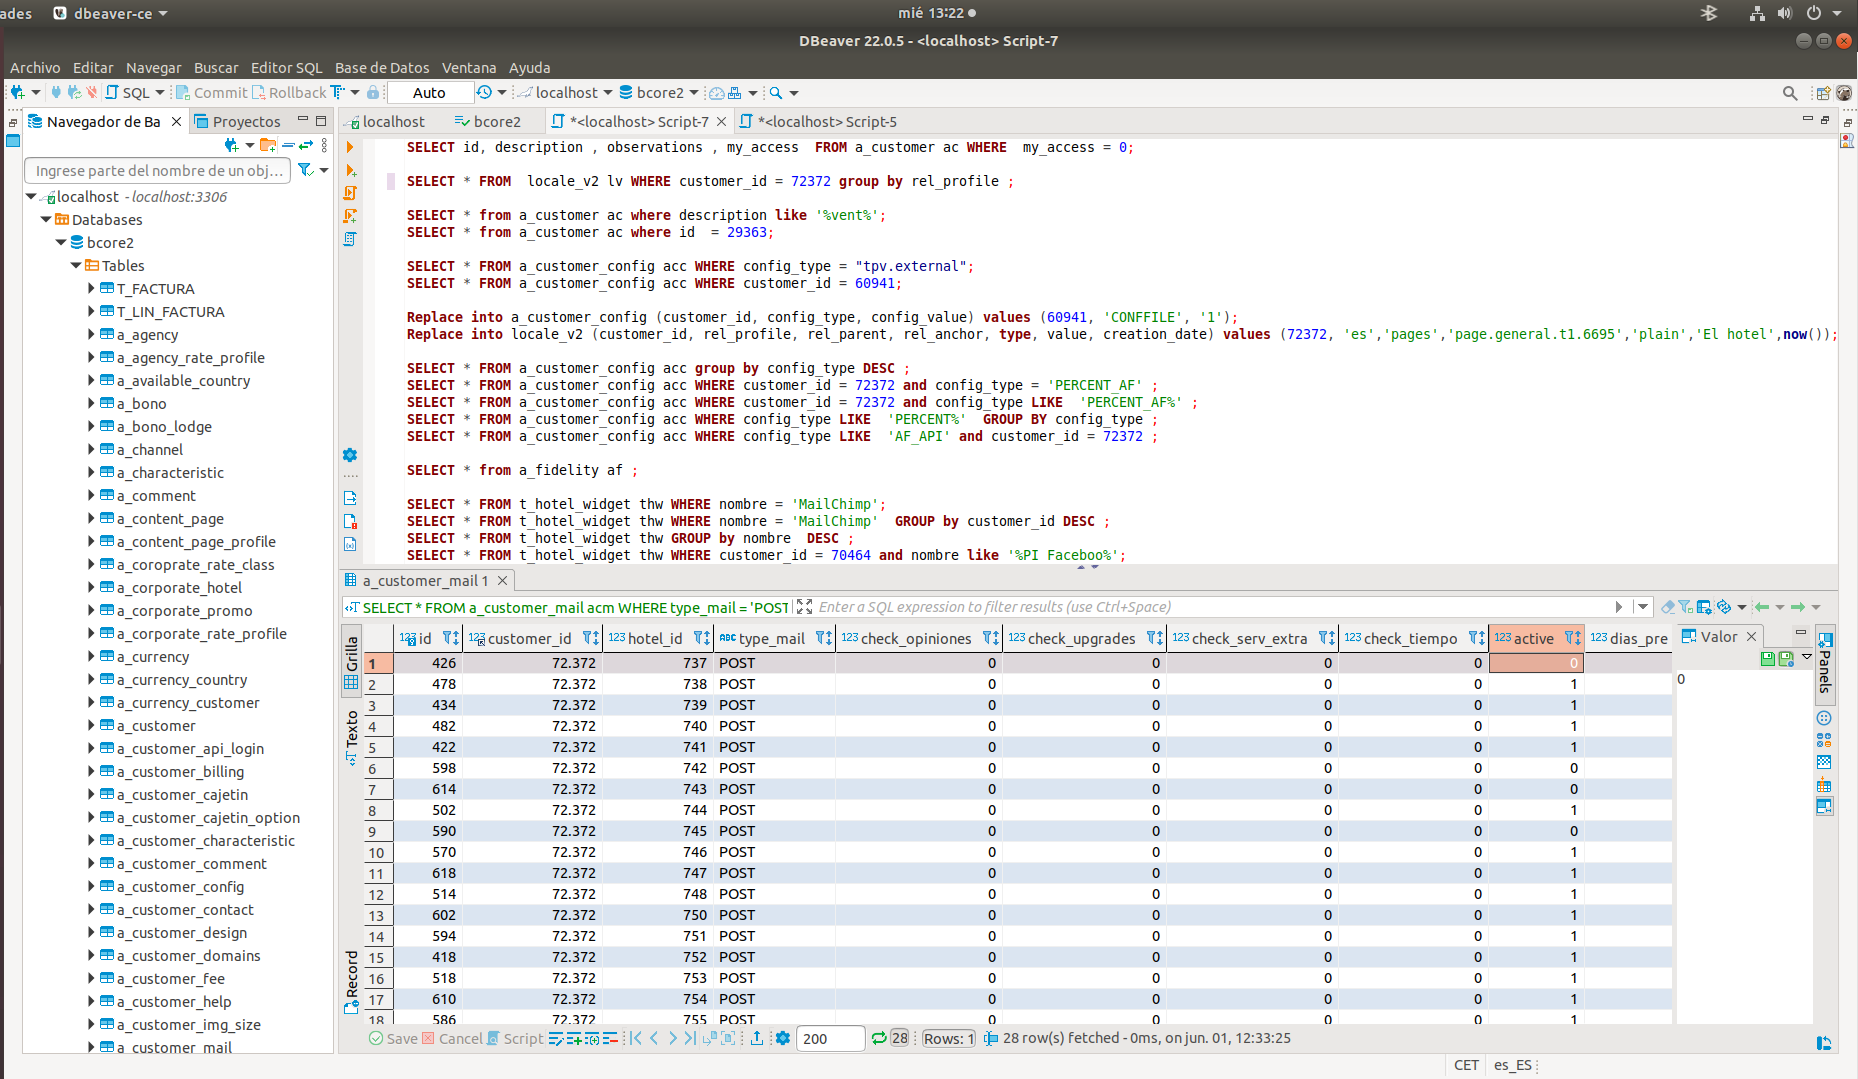 ades dbeaver-ce mié 13:22
DBeaver 22.0.5 - <localhost> Script-7
Archivo Editar Navegar Buscar Editor SQL Base de Datos Ventana Ayuda
SQL Commit Rollback Auto localhost bcore2
Navegador de Ba Proyectos
Ingrese parte del nombre de un obj...
localhost - localhost:3306
Databases
bcore2
Tables
T_FACTURA
T_LIN_FACTURA
a_agency
a_agency_rate_profile
a_available_country
a_bono
a_bono_lodge
a_channel
a_characteristic
a_comment
a_content_page
a_content_page_profile
a_coroprate_rate_class
a_corporate_hotel
a_corporate_promo
a_corporate_rate_profile
a_currency
a_currency_country
a_currency_customer
a_customer
a_customer_api_login
a_customer_billing
a_customer_cajetin
a_customer_cajetin_option
a_customer_characteristic
a_customer_comment
a_customer_config
a_customer_contact
a_customer_design
a_customer_domains
a_customer_fee
a_customer_help
a_customer_img_size
a_customer_mail
localhost bcore2 *<localhost> Script-7 *<localhost> Script-5
SELECT id, description , observations , my_access  FROM a_customer ac WHERE  my_access = 0;
SELECT * FROM  locale_v2 lv WHERE customer_id = 72372 group by rel_profile ;
SELECT * from a_customer ac where description like '%vent%';
SELECT * from a_customer ac where id  = 29363;
SELECT * FROM a_customer_config acc WHERE config_type = "tpv.external";
SELECT * FROM a_customer_config acc WHERE customer_id = 60941;
Replace into a_customer_config (customer_id, config_type, config_value) values (60941, 'CONFFILE', '1');
Replace into locale_v2 (customer_id, rel_profile, rel_parent, rel_anchor, type, value, creation_date) values (72372, 'es','pages','page.general.t1.6695','plain','El hotel',now());
SELECT * FROM a_customer_config acc group by config_type DESC ;
SELECT * FROM a_customer_config acc WHERE customer_id = 72372 and config_type = 'PERCENT_AF' ;
SELECT * FROM a_customer_config acc WHERE customer_id = 72372 and config_type LIKE  'PERCENT_AF%' ;
SELECT * FROM a_customer_config acc WHERE config_type LIKE  'PERCENT%'  GROUP BY config_type ;
SELECT * FROM a_customer_config acc WHERE config_type LIKE  'AF_API' and customer_id = 72372 ;
SELECT * from a_fidelity af ;
SELECT * FROM t_hotel_widget thw WHERE nombre = 'MailChimp';
SELECT * FROM t_hotel_widget thw WHERE nombre = 'MailChimp'  GROUP by customer_id DESC ;
SELECT * FROM t_hotel_widget thw GROUP by nombre  DESC ;
SELECT * FROM t_hotel_widget thw WHERE customer_id = 70464 and nombre like '%PI Faceboo%';
a_customer_mail 1
SELECT * FROM a_customer_mail acm WHERE type_mail = 'POST Enter a SQL expression to filter results (use Ctrl+Space)
Grilla
Texto
Record
123 id 123 customer_id 123 hotel_id ABC type_mail 123 check_opiniones 123 check_upgrades 123 check_serv_extra 123 check_tiempo 123 active 123 dias_pre
1 426 72.372 737 POST 0 0 0 0 0
2 478 72.372 738 POST 0 0 0 0 1
3 434 72.372 739 POST 0 0 0 0 1
4 482 72.372 740 POST 0 0 0 0 1
5 422 72.372 741 POST 0 0 0 0 1
6 598 72.372 742 POST 0 0 0 0 0
7 614 72.372 743 POST 0 0 0 0 0
8 502 72.372 744 POST 0 0 0 0 1
9 590 72.372 745 POST 0 0 0 0 0
10 570 72.372 746 POST 0 0 0 0 1
11 618 72.372 747 POST 0 0 0 0 1
12 514 72.372 748 POST 0 0 0 0 1
13 602 72.372 750 POST 0 0 0 0 1
14 594 72.372 751 POST 0 0 0 0 1
15 418 72.372 752 POST 0 0 0 0 1
16 518 72.372 753 POST 0 0 0 0 1
17 610 72.372 754 POST 0 0 0 0 1
18 586 72.372 755 POST 0 0 0 0 1
Valor
0
Panels
Save Cancel Script 200 28 Rows: 1 28 row(s) fetched - 0ms, on jun. 01, 12:33:25
CET es_ES